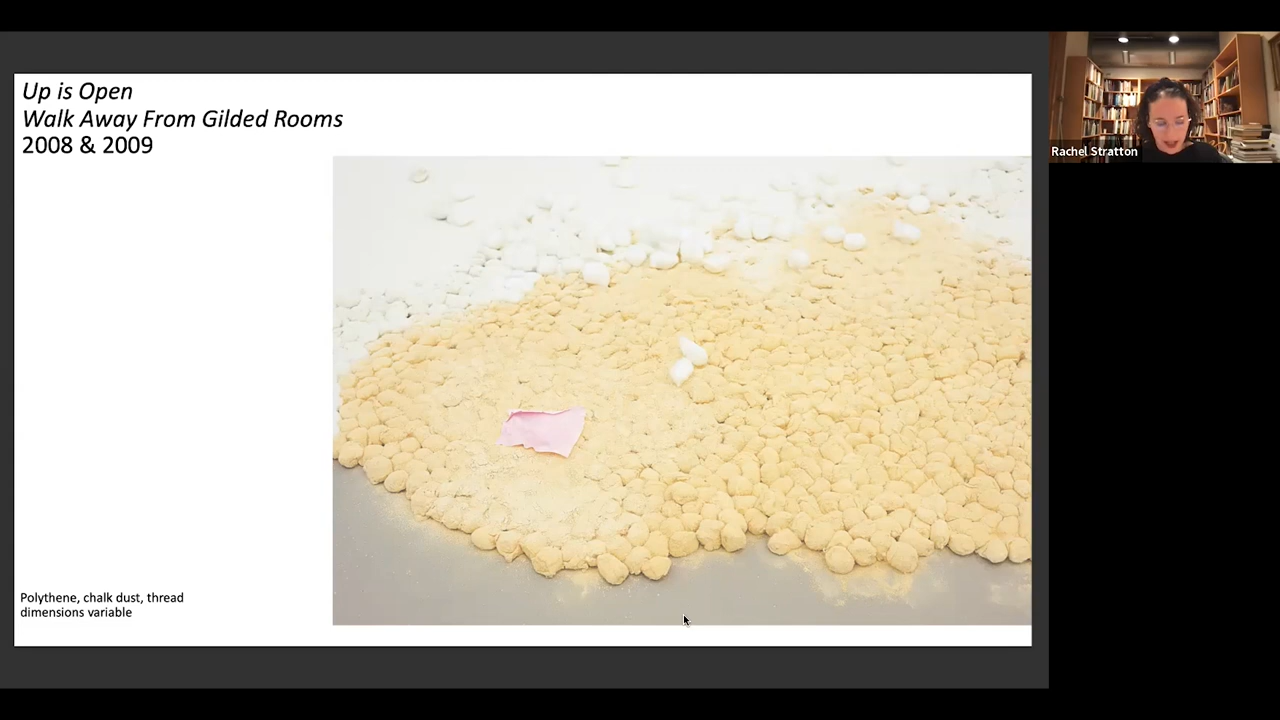 Up is Open
Walk Away From Gilded Rooms
2008 & 2009
Rachel Stratton
Polythene, chalk dust, thread
dimensions variable